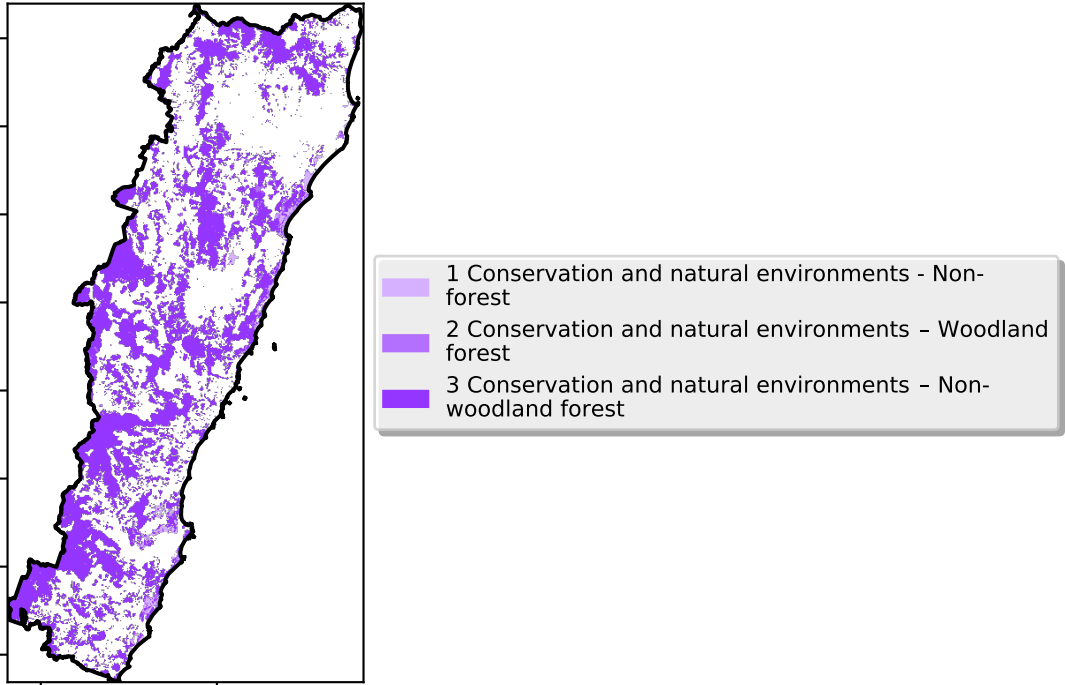 1 Conservation and natural environments - Non-
forest
2 Conservation and natural environments – Woodland
forest
3 Conservation and natural environments – Non-
woodland forest